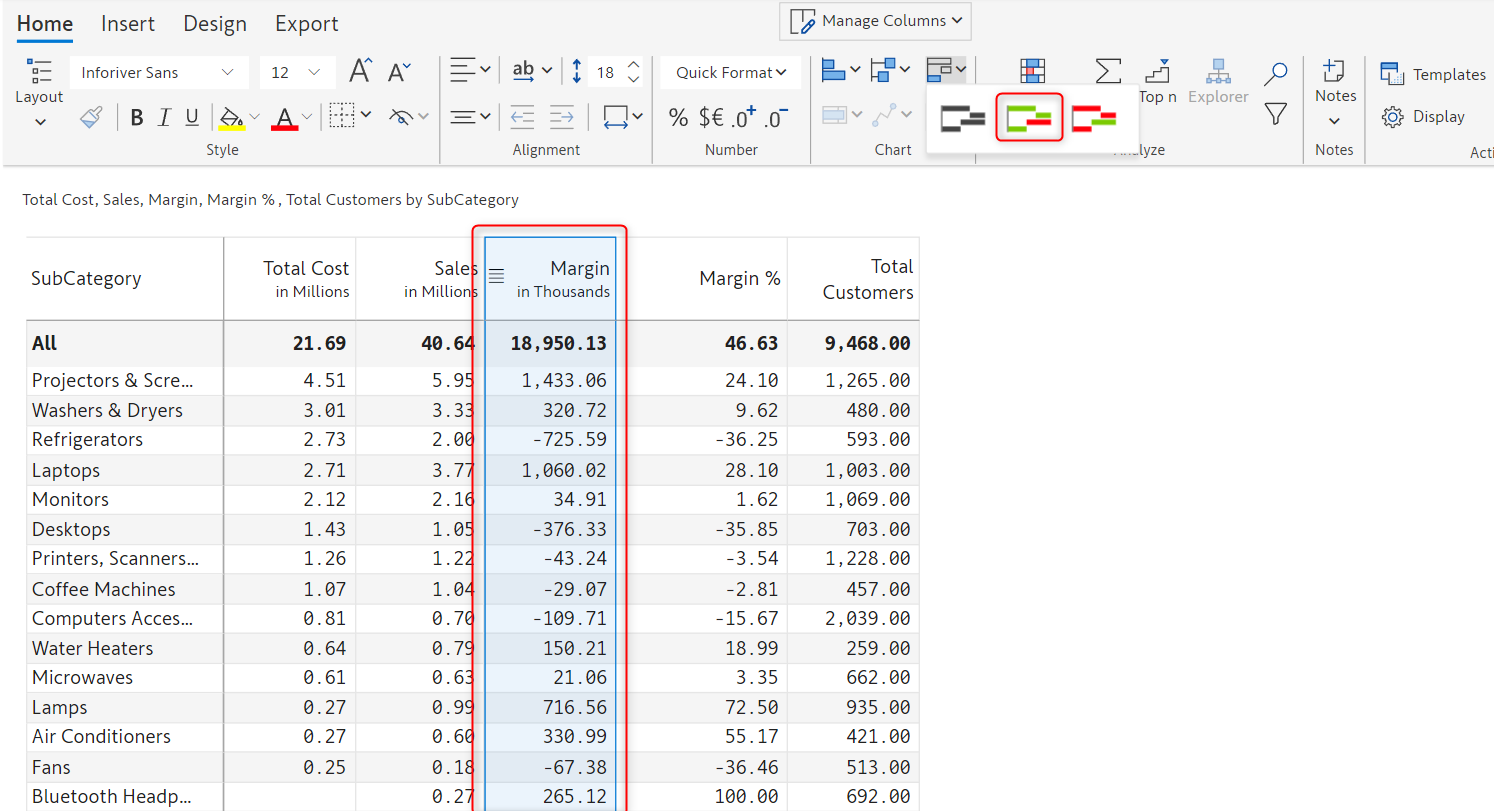 Home Insert Design Export
Manage Columns
Inforiver Sans 12 A A ab 18 Quick Format
Layout
B I U A % $€ .0+ .0-
Top n Explorer Notes Templates
Display
Style Alignment Number Chart Notes
Total Cost, Sales, Margin, Margin %, Total Customers by SubCategory
SubCategory Total Cost in Millions Sales in Millions Margin in Thousands Margin % Total Customers
All 21.69 40.64 18,950.13 46.63 9,468.00
Projectors & Scre... 4.51 5.95 1,433.06 24.10 1,265.00
Washers & Dryers 3.01 3.33 320.72 9.62 480.00
Refrigerators 2.73 2.00 -725.59 -36.25 593.00
Laptops 2.71 3.77 1,060.02 28.10 1,003.00
Monitors 2.12 2.16 34.91 1.62 1,069.00
Desktops 1.43 1.05 -376.33 -35.85 703.00
Printers, Scanners... 1.26 1.22 -43.24 -3.54 1,228.00
Coffee Machines 1.07 1.04 -29.07 -2.81 457.00
Computers Acces... 0.81 0.70 -109.71 -15.67 2,039.00
Water Heaters 0.64 0.79 150.21 18.99 259.00
Microwaves 0.61 0.63 21.06 3.35 662.00
Lamps 0.27 0.99 716.56 72.50 935.00
Air Conditioners 0.27 0.60 330.99 55.17 421.00
Fans 0.25 0.18 -67.38 -36.46 513.00
Bluetooth Headp... 0.27 265.12 100.00 692.00